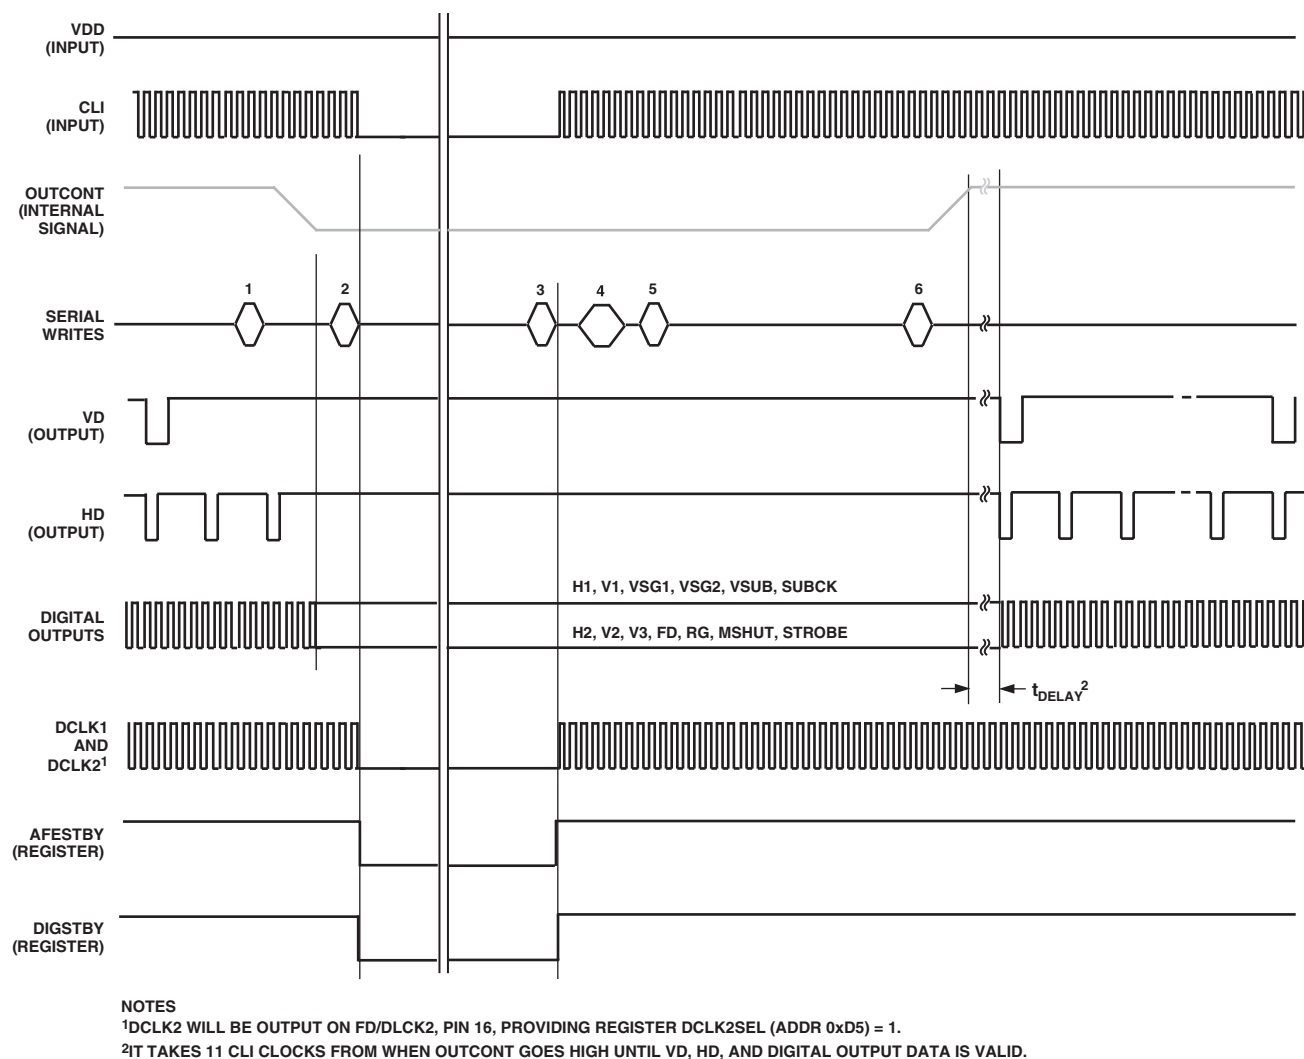 VDD
(INPUT)
CLI
(INPUT)
OUTCONT
(INTERNAL
SIGNAL)
1
2
3
4
5
6
SERIAL
WRITES
VD
(OUTPUT)
HD
(OUTPUT)
H1, V1, VSG1, VSG2, VSUB, SUBCK
DIGITAL
OUTPUTS
H2, V2, V3, FD, RG, MSHUT, STROBE
tDELAY2
DCLK1
AND
DCLK21
AFESTBY
(REGISTER)
DIGSTBY
(REGISTER)
NOTES
1DCLK2 WILL BE OUTPUT ON FD/DLCK2, PIN 16, PROVIDING REGISTER DCLK2SEL (ADDR 0xD5) = 1.
2IT TAKES 11 CLI CLOCKS FROM WHEN OUTCONT GOES HIGH UNTIL VD, HD, AND DIGITAL OUTPUT DATA IS VALID.